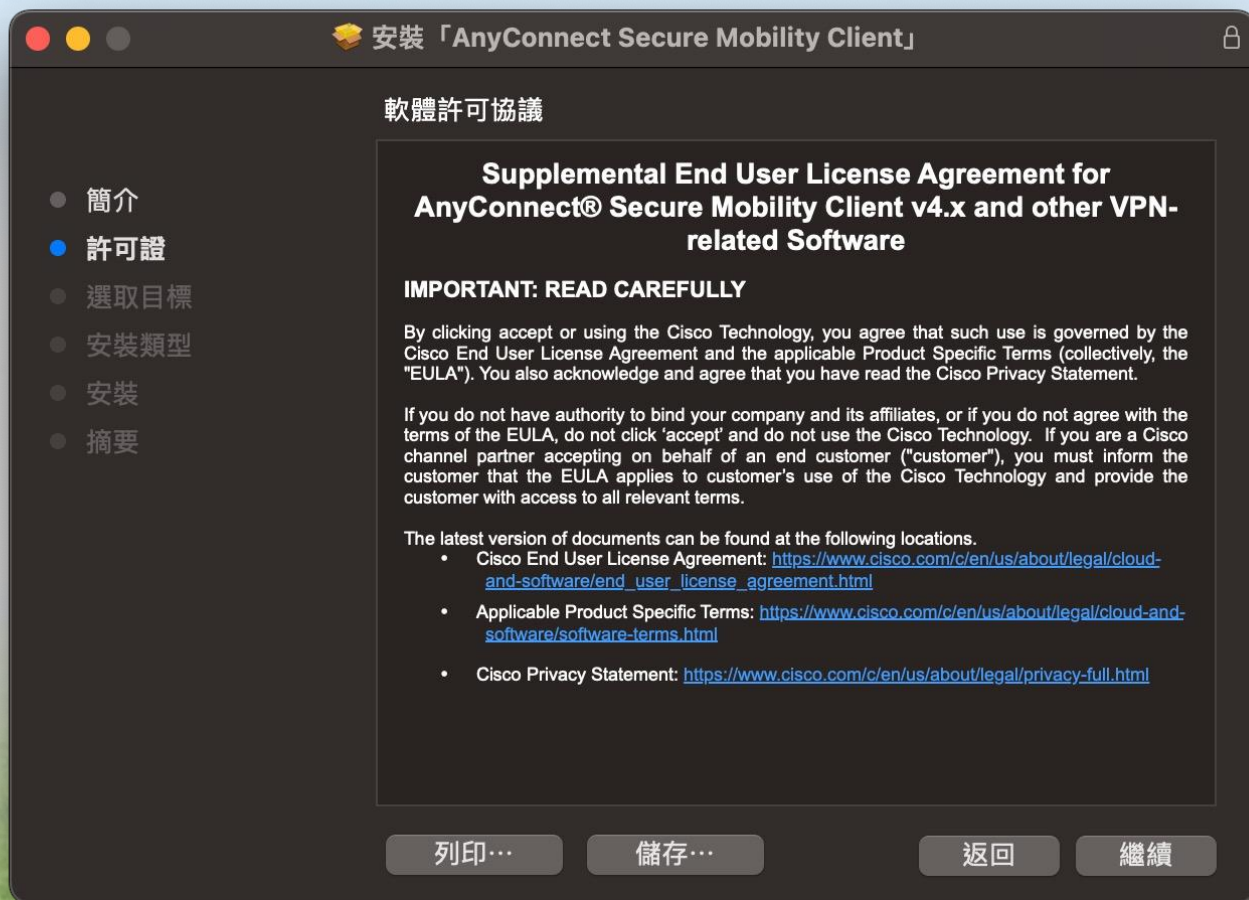 安裝「AnyConnect Secure Mobility Client」
軟體許可協議
簡介
許可證
選取目標
安裝類型
安裝
摘要
Supplemental End User License Agreement for
AnyConnect® Secure Mobility Client v4.x and other VPN-
related Software
IMPORTANT: READ CAREFULLY
By clicking accept or using the Cisco Technology, you agree that such use is governed by the
Cisco End User License Agreement and the applicable Product Specific Terms (collectively, the
"EULA"). You also acknowledge and agree that you have read the Cisco Privacy Statement.
If you do not have authority to bind your company and its affiliates, or if you do not agree with the
terms of the EULA, do not click ‘accept’ and do not use the Cisco Technology.  If you are a Cisco
channel partner accepting on behalf of an end customer ("customer"), you must inform the
customer that the EULA applies to customer’s use of the Cisco Technology and provide the
customer with access to all relevant terms.
The latest version of documents can be found at the following locations.
• Cisco End User License Agreement: https://www.cisco.com/c/en/us/about/legal/cloud-
and-software/end_user_license_agreement.html
• Applicable Product Specific Terms: https://www.cisco.com/c/en/us/about/legal/cloud-and-
software/software-terms.html
• Cisco Privacy Statement: https://www.cisco.com/c/en/us/about/legal/privacy-full.html
列印⋯ 儲存⋯ 返回 繼續